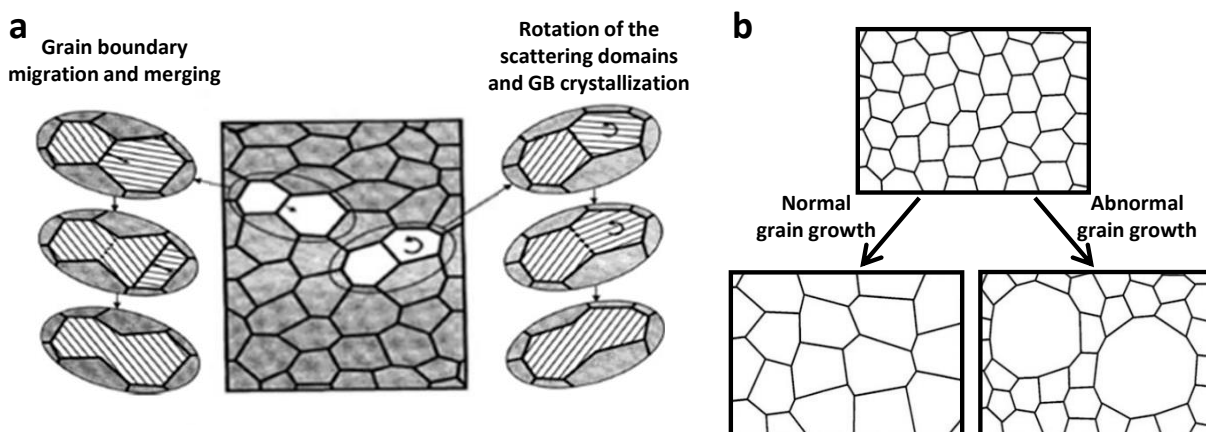 a
Grain boundary
migration and merging
Rotation of the
scattering domains
and GB crystallization
b
Normal
grain growth
Abnormal
grain growth